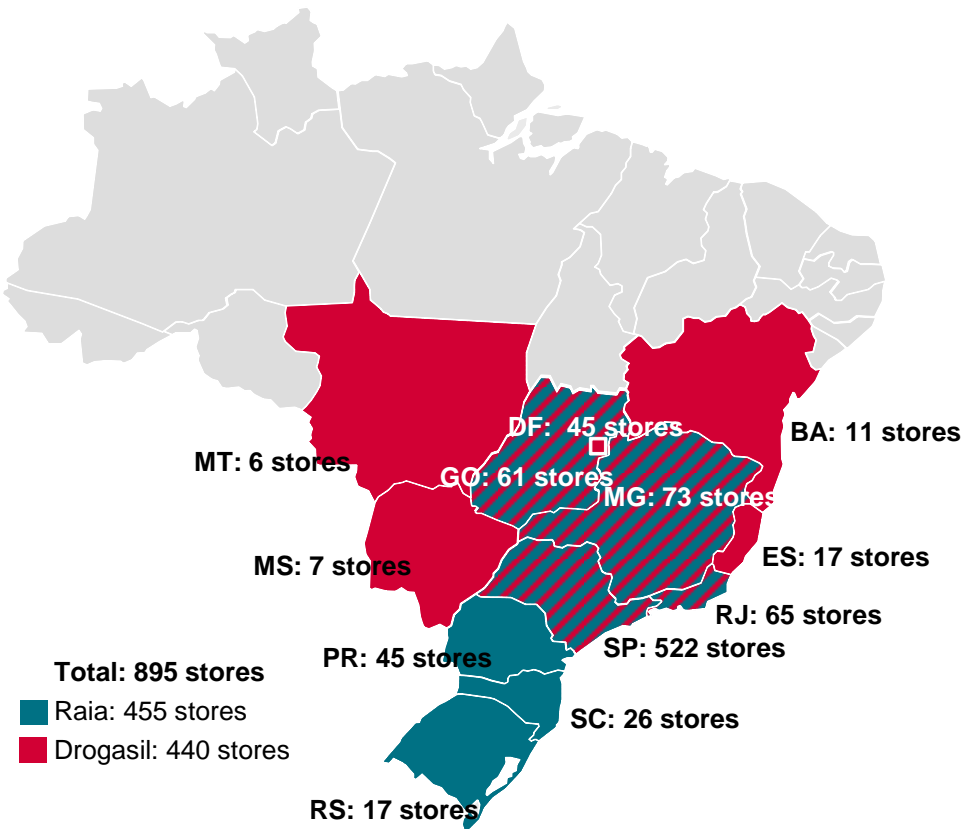 DF: 45 stores
BA: 11 stores
MT: 6 stores
GO: 61 stores
MG: 73 stores
MS: 7 stores
ES: 17 stores
RJ: 65 stores
SP: 522 stores
PR: 45 stores
Total: 895 stores
Raia: 455 stores
SC: 26 stores
Drogasil: 440 stores
RS: 17 stores